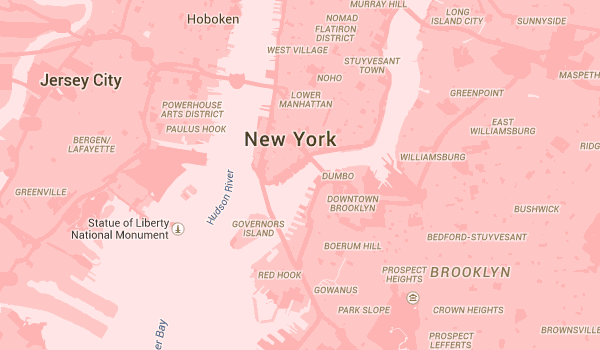 MURRAY HILL
Hoboken
NOMAD
FLATIRON
DISTRICT
LONG
ISLAND CITY
SUNNYSIDE
WEST VILLAGE
STUYVESANT
TOWN
Jersey City
NOHO
MASPETH
LOWER
MANHATTAN
GREENPOINT
POWERHOUSE
ARTS DISTRICT
PAULUS HOOK
EAST
WILLIAMSBURG
New York
BERGEN/
LAFAYETTE
RIDG
WILLIAMSBURG
DUMBO
GREENVILLE
Hudson River
DOWNTOWN
BROOKLYN
BUSHWICK
Statue of Liberty
National Monument
GOVERNORS
ISLAND
BEDFORD-STUYVESANT
BOERUM HILL
RED HOOK
PROSPECT
HEIGHTS
BROOKLYN
GOWANUS
PARK SLOPE
CROWN HEIGHTS
er Bay
BROWNSVILLE
PROSPECT
LEFFERTS